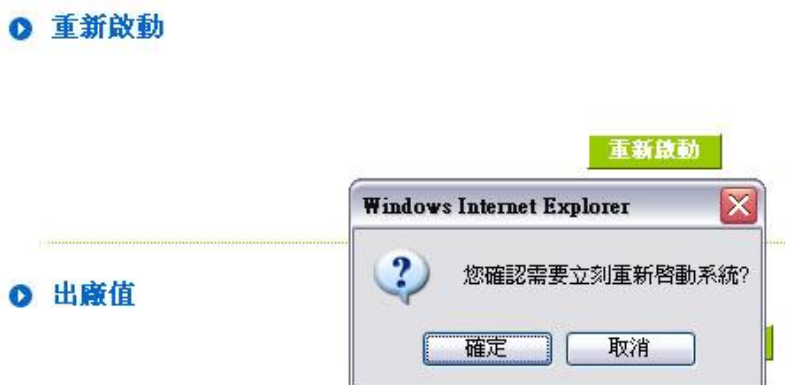 重新啟動
重新啟動
Windows Internet Explorer
您確認需要立刻重新啓動系統?
出廠值
確定
取消